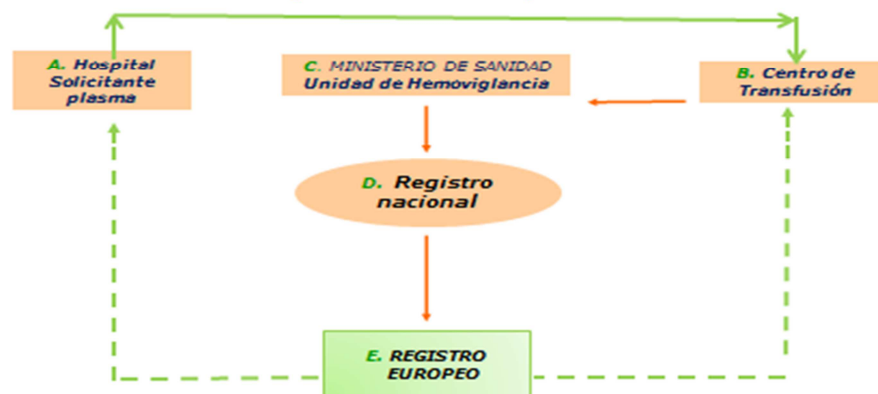 A. Hospital
Solicitante
plasma
C. MINISTERIO DE SANIDAD
Unidad de Hemoviglancia
B. Centro de
Transfusión
D. Registro
nacional
E. REGISTRO
EUROPEO